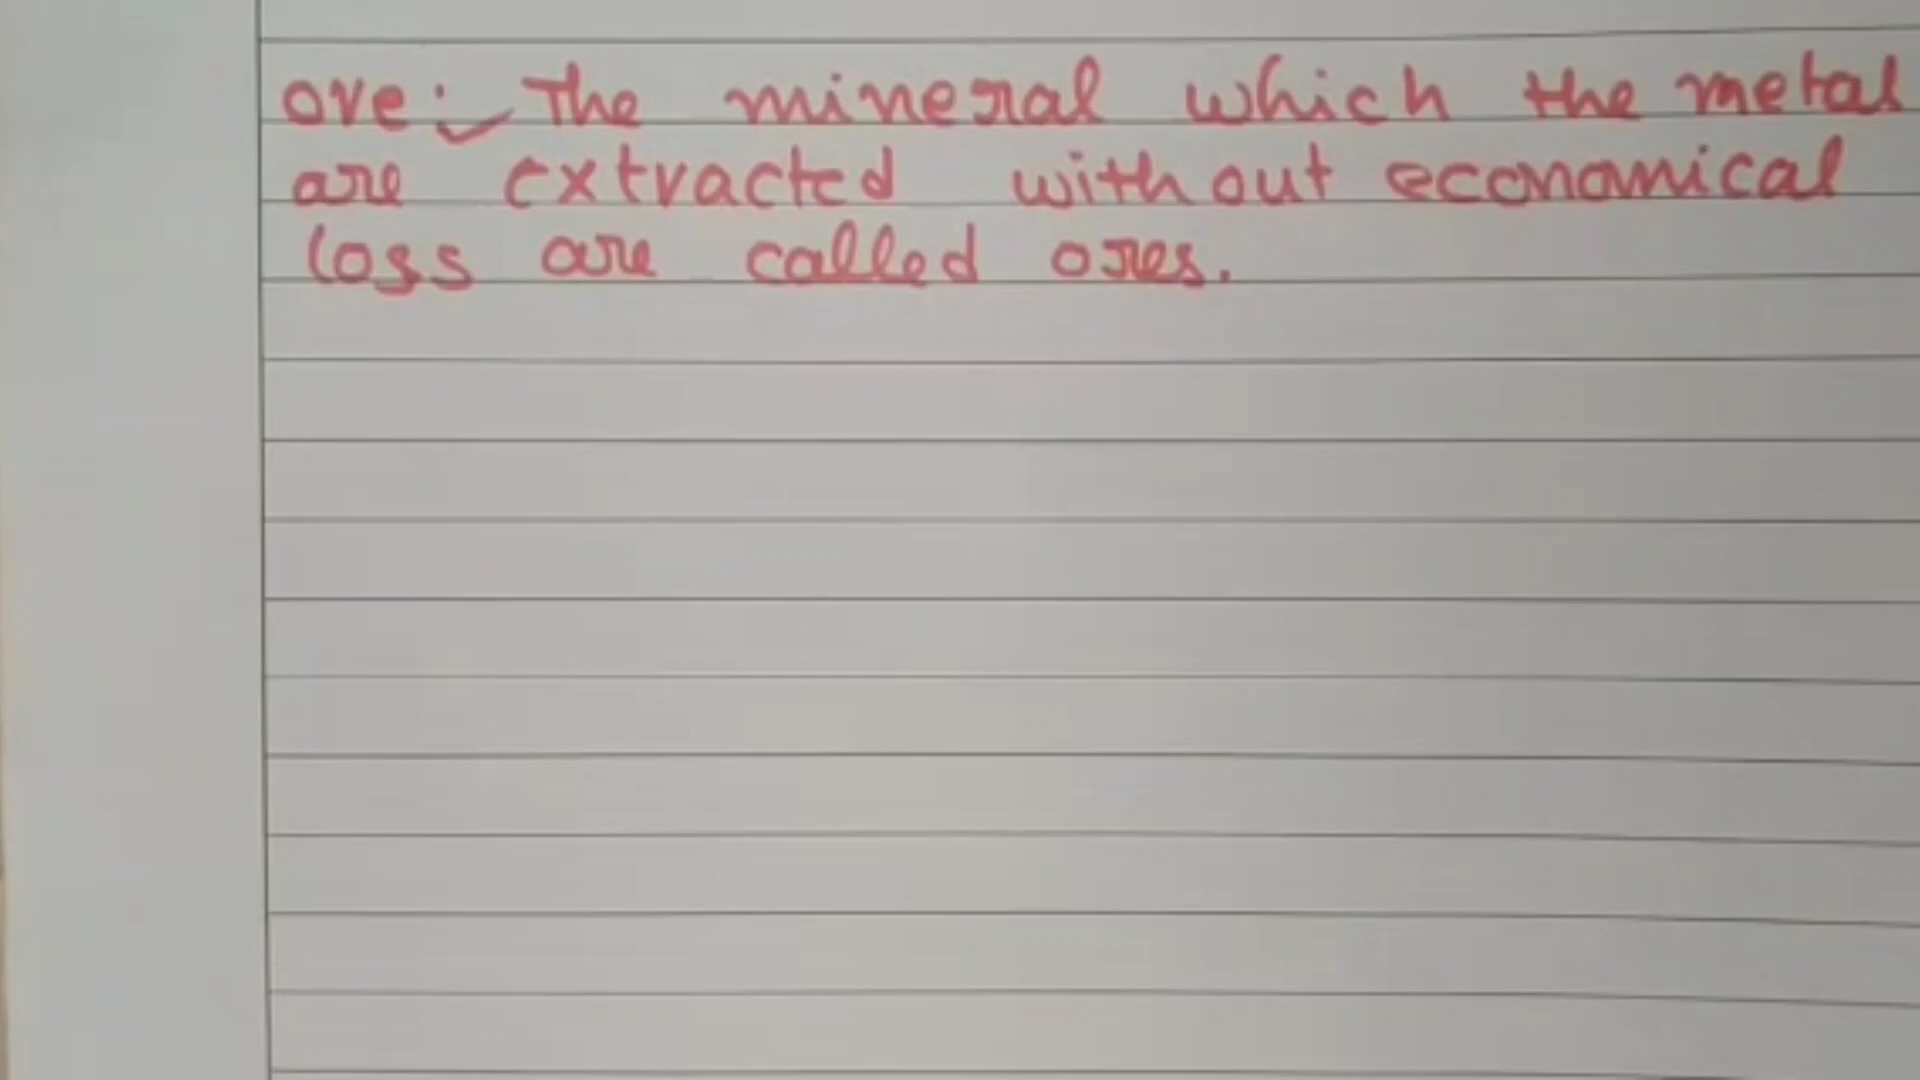 ore:- The mineral which the metal
are extracted without economical
loss are called ores.